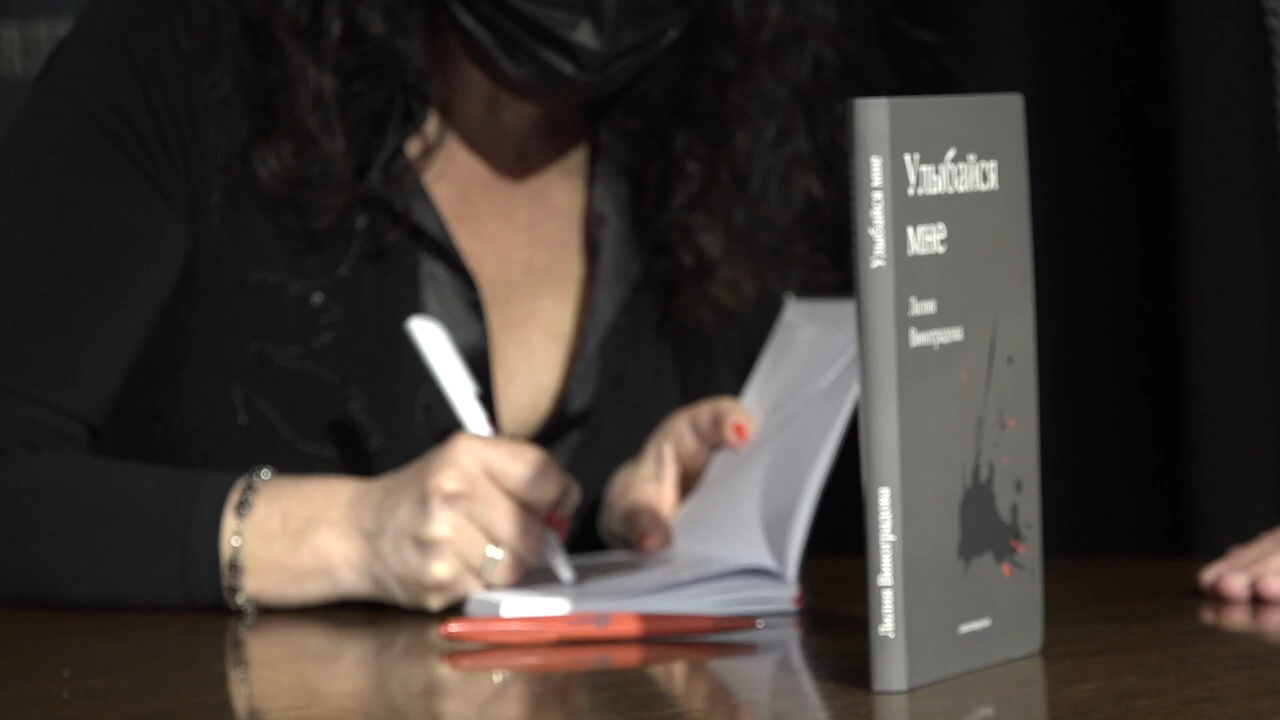 Улыбайся
мне
Лилия
Виноградова
Улыбайся мне
Лилия Виноградова